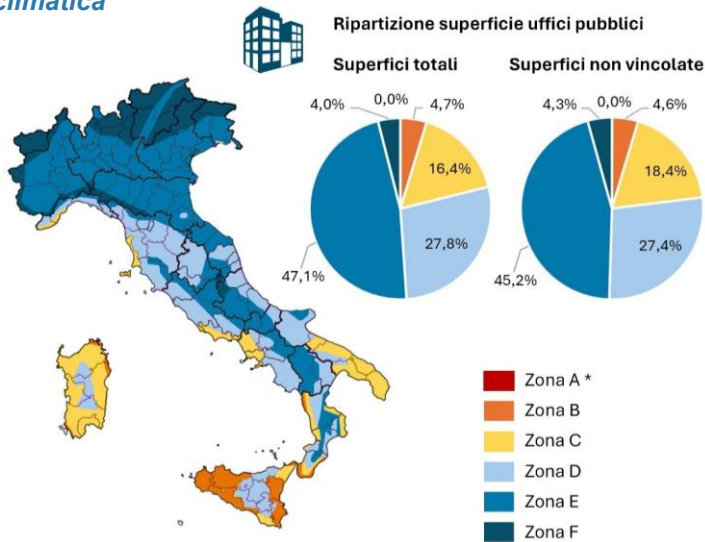 climatica
Ripartizione superficie uffici pubblici
Superfici totali
Superfici non vincolate
4,0%
0,0%
4,7%
16,4%
27,8%
47,1%
4,3%
0,0%
4,6%
18,4%
27,4%
45,2%
Zona A *
Zona B
Zona C
Zona D
Zona E
Zona F